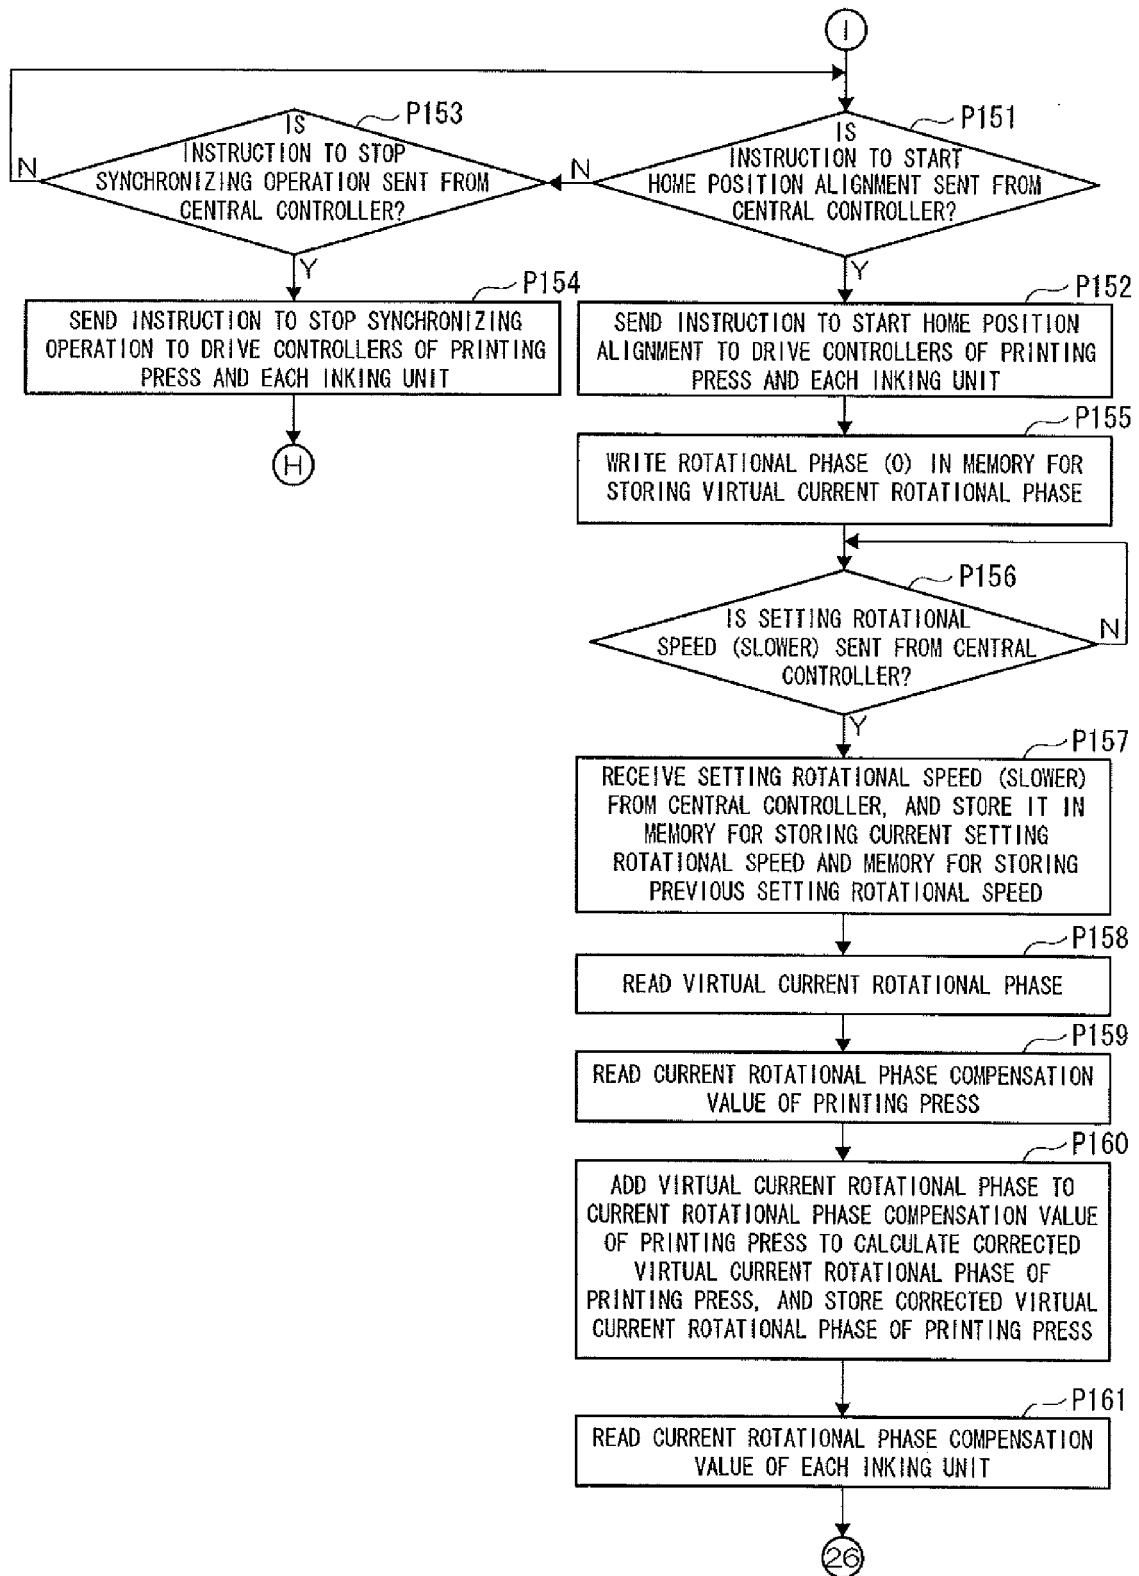 I
P153
IS
INSTRUCTION TO STOP
SYNCHRONIZING OPERATION SENT FROM
CENTRAL CONTROLLER?
N
Y
P151
IS
INSTRUCTION TO START
HOME POSITION ALIGNMENT SENT FROM
CENTRAL CONTROLLER?
N
Y
P154
SEND INSTRUCTION TO STOP SYNCHRONIZING
OPERATION TO DRIVE CONTROLLERS OF PRINTING
PRESS AND EACH INKING UNIT
H
P152
SEND INSTRUCTION TO START HOME POSITION
ALIGNMENT TO DRIVE CONTROLLERS OF PRINTING
PRESS AND EACH INKING UNIT
P155
WRITE ROTATIONAL PHASE (0) IN MEMORY FOR
STORING VIRTUAL CURRENT ROTATIONAL PHASE
P156
IS SETTING ROTATIONAL
SPEED (SLOWER) SENT FROM CENTRAL
CONTROLLER?
N
Y
P157
RECEIVE SETTING ROTATIONAL SPEED (SLOWER)
FROM CENTRAL CONTROLLER, AND STORE IT IN
MEMORY FOR STORING CURRENT SETTING
ROTATIONAL SPEED AND MEMORY FOR STORING
PREVIOUS SETTING ROTATIONAL SPEED
P158
READ VIRTUAL CURRENT ROTATIONAL PHASE
P159
READ CURRENT ROTATIONAL PHASE COMPENSATION
VALUE OF PRINTING PRESS
P160
ADD VIRTUAL CURRENT ROTATIONAL PHASE TO
CURRENT ROTATIONAL PHASE COMPENSATION VALUE
OF PRINTING PRESS TO CALCULATE CORRECTED
VIRTUAL CURRENT ROTATIONAL PHASE OF
PRINTING PRESS, AND STORE CORRECTED VIRTUAL
CURRENT ROTATIONAL PHASE OF PRINTING PRESS
P161
READ CURRENT ROTATIONAL PHASE COMPENSATION
VALUE OF EACH INKING UNIT
26